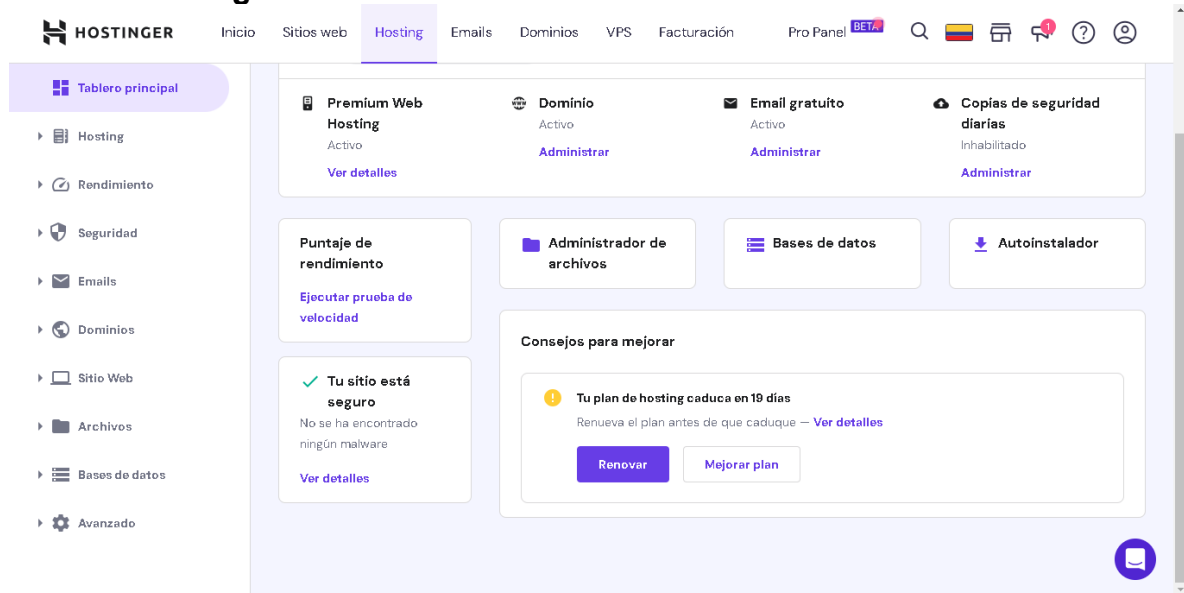 HOSTINGER
Inicio
Sitios web
Hosting
Emails
Dominios
VPS
Facturación
Pro Panel BETA
1
Tablero principal
Hosting
Rendimiento
Seguridad
Emails
Dominios
Sitio Web
Archivos
Bases de datos
Avanzado
Premium Web
Hosting
Activo
Ver detalles
Dominio
Activo
Administrar
Email gratuito
Activo
Administrar
Copias de seguridad
diarias
Inhabilitado
Administrar
Puntaje de
rendimiento
Ejecutar prueba de
velocidad
Administrador de
archivos
Bases de datos
Autoinstalador
Tu sitio está
seguro
No se ha encontrado
ningún malware
Ver detalles
Consejos para mejorar
Tu plan de hosting caduca en 19 días
Renueva el plan antes de que caduque — Ver detalles
Renovar
Mejorar plan